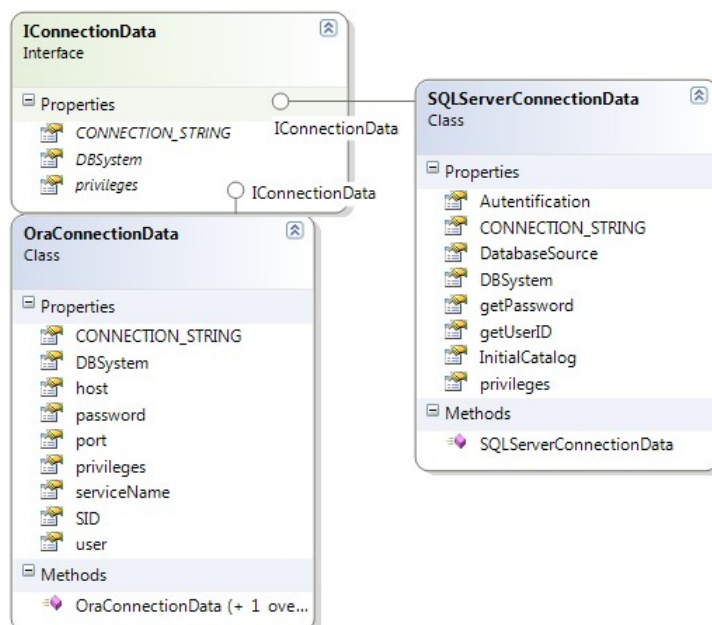 IConnectionData
Interface
Properties
CONNECTION_STRING
DBSystem
privileges
IConnectionData
IConnectionData
OraConnectionData
Class
Properties
CONNECTION_STRING
DBSystem
host
password
port
privileges
serviceName
SID
user
Methods
OraConnectionData (+ 1 ove...
SQLServerConnectionData
Class
Properties
Autentification
CONNECTION_STRING
DatabaseSource
DBSystem
getPassword
getUserID
InitialCatalog
privileges
Methods
SQLServerConnectionData